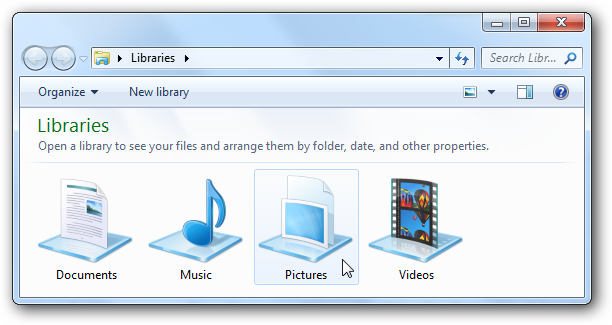 Libraries
Search Libr...
Organize New library
Libraries
Open a library to see your files and arrange them by folder, date, and other properties.
Documents Music Pictures Videos